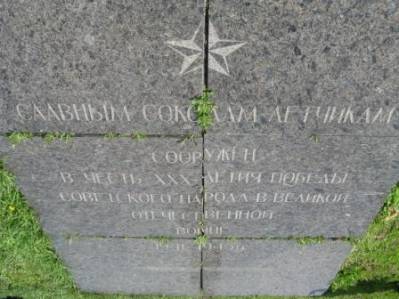 СЛАВНЫМ СОКОЛАМ-ЛЕТЧИКАМ
СООРУЖЕН
В ЧЕСТЬ XXX-ЛЕТИЯ ПОБЕДЫ
СОВЕТСКОГО НАРОДА В ВЕЛИКОЙ
ОТЕЧЕСТВЕННОЙ
ВОЙНЕ